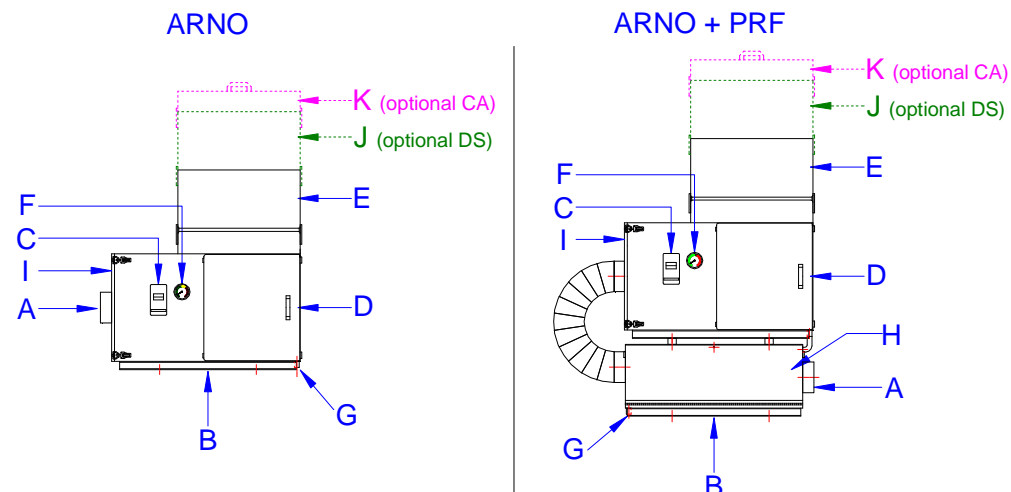 ARNO
K (optional CA)
J (optional DS)
E
F
C
I
A
D
G
B
ARNO + PRF
K (optional CA)
J (optional DS)
E
F
C
I
D
H
A
G
B